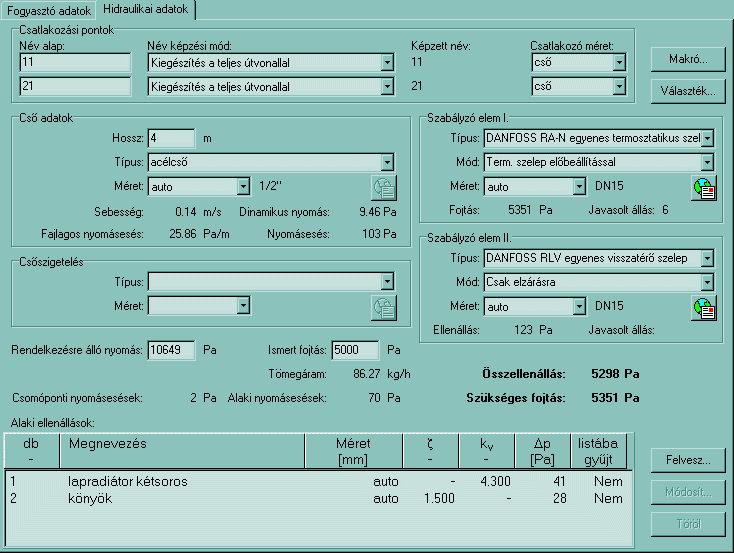 Fogyasztó adatok Hidraulikai adatok
Csatlakozási pontok
Név alap: Név képzési mód: Képzett név: Csatlakozó méret:
11 Kiegészítés a teljes útvonallal 11 cső
21 Kiegészítés a teljes útvonallal 21 cső
Makró...
Választék...
Cső adatok
Hossz: 4 m
Típus: acélcső
Méret: auto 1/2"
Sebesség: 0.14 m/s Dinamikus nyomás: 9.46 Pa
Fajlagos nyomásesés: 25.86 Pa/m Nyomásesés: 103 Pa
Csőszigetelés
Típus:
Méret:
Szabályzó elem I.
Típus: DANFOSS RA-N egyenes termosztatikus szel
Mód: Term. szelep előbeállítással
Méret: auto DN15
Fojtás: 5351 Pa Javasolt állás: 6
Szabályzó elem II.
Típus: DANFOSS RLV egyenes visszatérő szelep
Mód: Csak elzárásra
Méret: auto DN15
Ellenállás: 123 Pa Javasolt állás:
Rendelkezésre álló nyomás: 10649 Pa Ismert fojtás: 5000 Pa
Tömegáram: 86.27 kg/h Összellenállás: 5298 Pa
Csomóponti nyomásesések: 2 Pa Alaki nyomásesések: 70 Pa Szükséges fojtás: 5351 Pa
Alaki ellenállások:
db Megnevezés Méret ζ kv Δp listába
- [mm] - - [Pa] gyűjt
1 lapradiátor kétsoros auto - 4.300 41 Nem
2 könyök auto 1.500 - 28 Nem
Felvesz...
Módosít...
Töröl